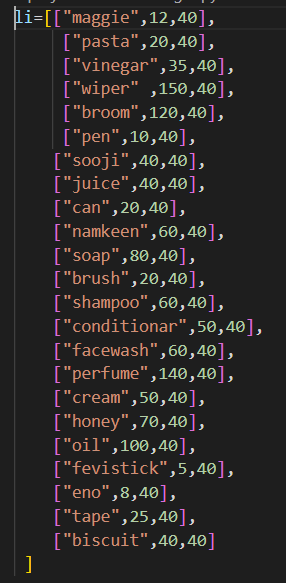 li=[["maggie",12,40],
["pasta",20,40],
["vinegar",35,40],
["wiper" ,150,40],
["broom",120,40],
["pen",10,40],
["sooji",40,40],
["juice",40,40],
["can",20,40],
["namkeen",60,40],
["soap",80,40],
["brush",20,40],
["shampoo",60,40],
["conditionar",50,40],
["facewash",60,40],
["perfume",140,40],
["cream",50,40],
["honey",70,40],
["oil",100,40],
["fevistick",5,40],
["eno",8,40],
["tape",25,40],
["biscuit",40,40]
]